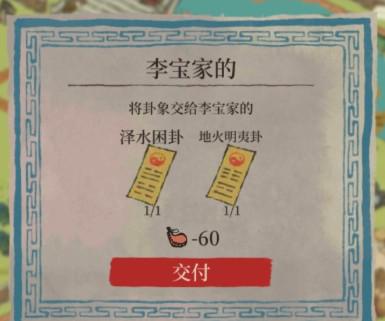 李宝家的
将卦象交给李宝家的
泽水困卦 地火明夷卦
1/1 1/1
-60
交付